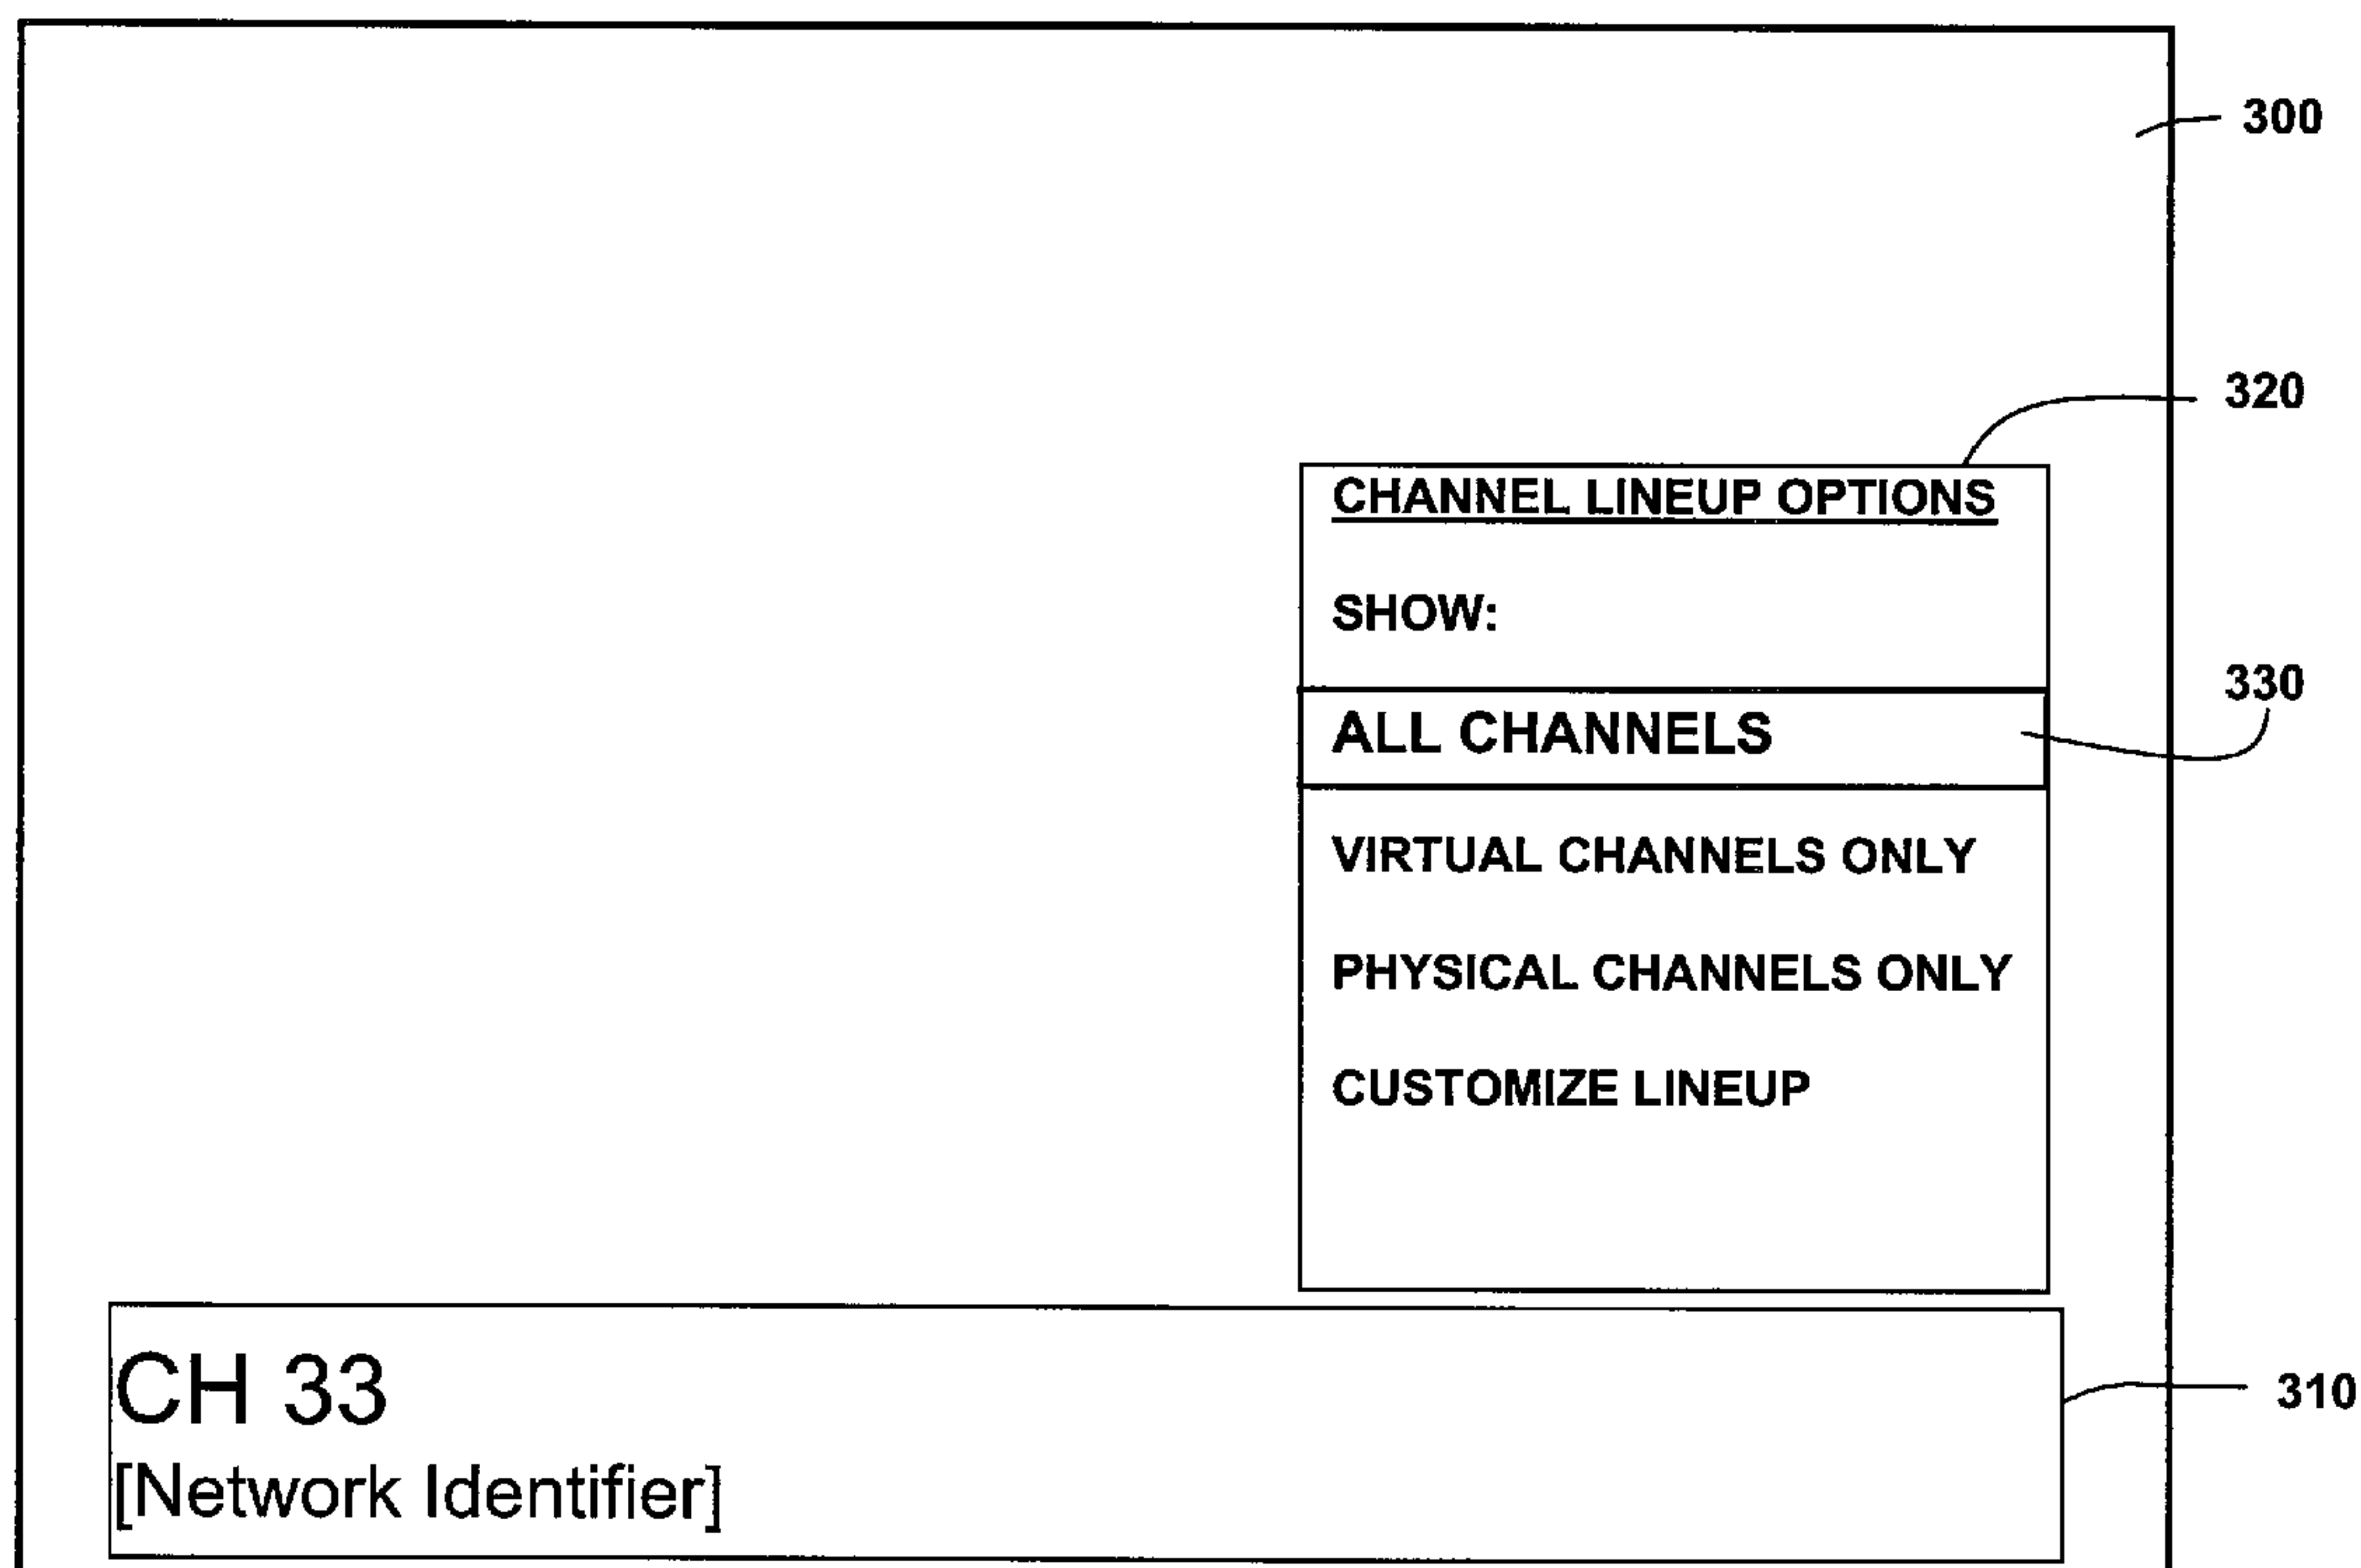 300
320
CHANNEL LINEUP OPTIONS
SHOW:
330
ALL CHANNELS
VIRTUAL CHANNELS ONLY
PHYSICAL CHANNELS ONLY
CUSTOMIZE LINEUP
CH 33
310
[Network Identifier]